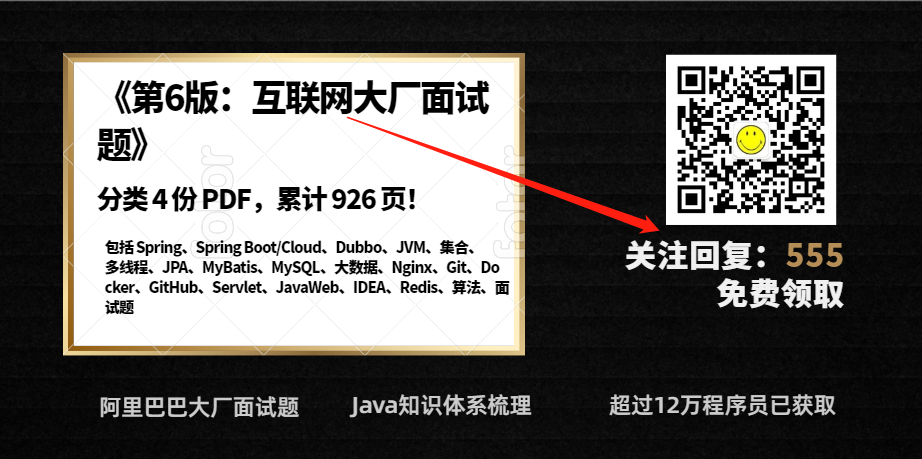 《第6版：互联网大厂面试
题》
分类 4 份 PDF，累计 926 页！
包括 Spring、Spring Boot/Cloud、Dubbo、JVM、集合、
多线程、JPA、MyBatis、MySQL、大数据、Nginx、Git、Do
cker、GitHub、Servlet、JavaWeb、IDEA、Redis、算法、面
试题
fotor
fotor
关注回复：555
免费领取
阿里巴巴大厂面试题
Java知识体系梳理
超过12万程序员已获取